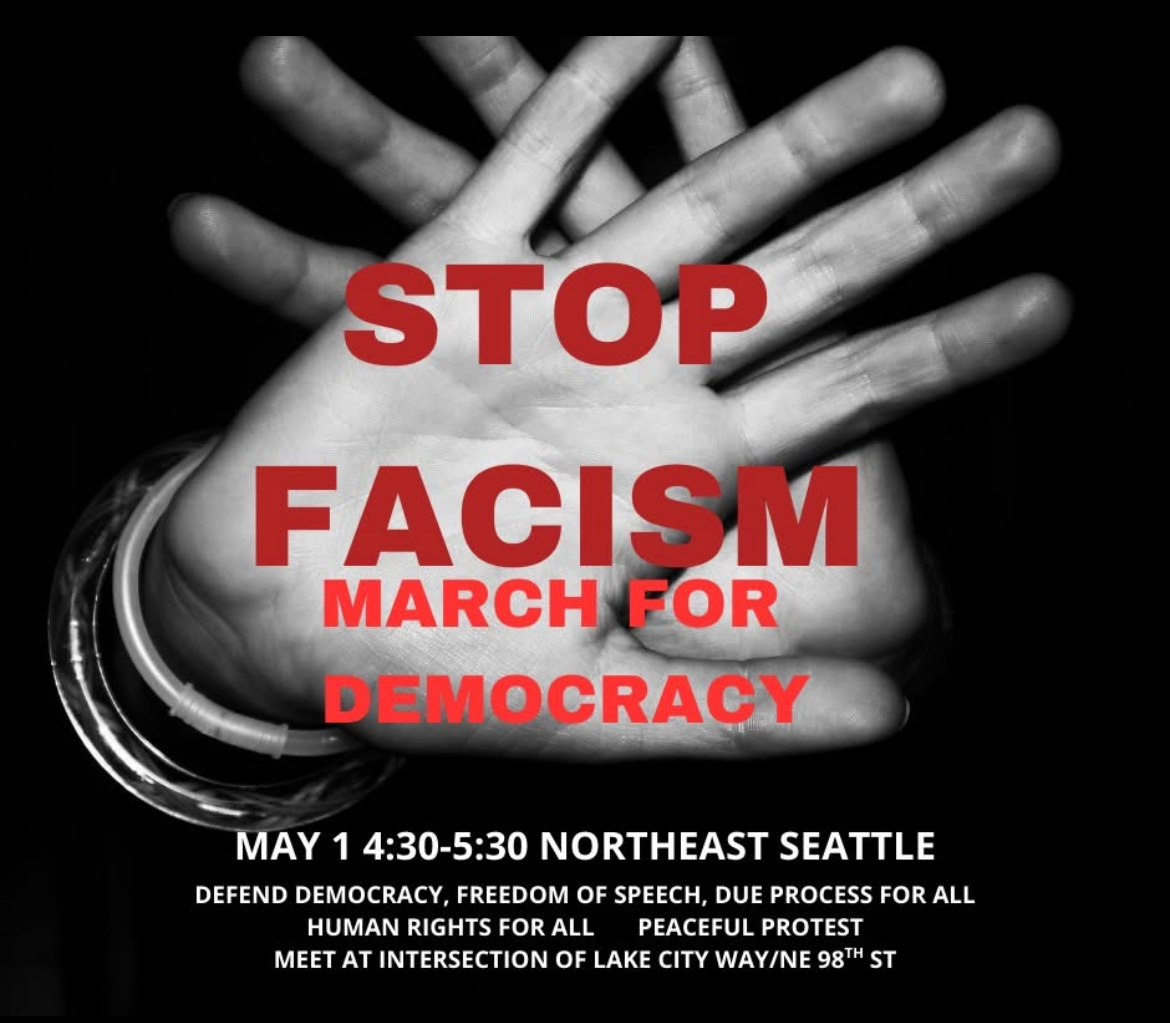 STOP
FACISM
MARCH FOR
DEMOCRACY
MAY 1 4:30-5:30 NORTHEAST SEATTLE
DEFEND DEMOCRACY, FREEDOM OF SPEECH, DUE PROCESS FOR ALL
HUMAN RIGHTS FOR ALL PEACEFUL PROTEST
MEET AT INTERSECTION OF LAKE CITY WAY/NE 98TH ST